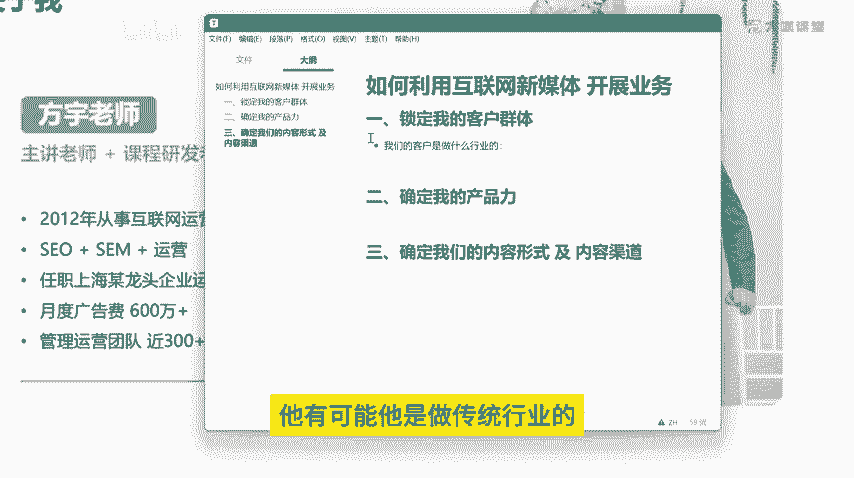 方宇老师
主讲老师 + 课程研发
• 2012年从事互联网运营
• SEO + SEM + 运营
• 任职上海某龙头企业运
• 月度广告费 600万+
• 管理运营团队 近300+
文件(F) 编辑(E) 段落(P) 格式(O) 视图(V) 主题(T) 帮助(H)
文件 大纲
如何利用互联网新媒体 开展业务
一、锁定我的客户群体
二、确定我的产品力
三、确定我们的内容形式 及
内容渠道
如何利用互联网新媒体 开展业务
一、锁定我的客户群体
• 我们的客户是做什么行业的：
二、确定我的产品力
三、确定我们的内容形式 及 内容渠道
ZH 59 词
他有可能他是做传统行业的